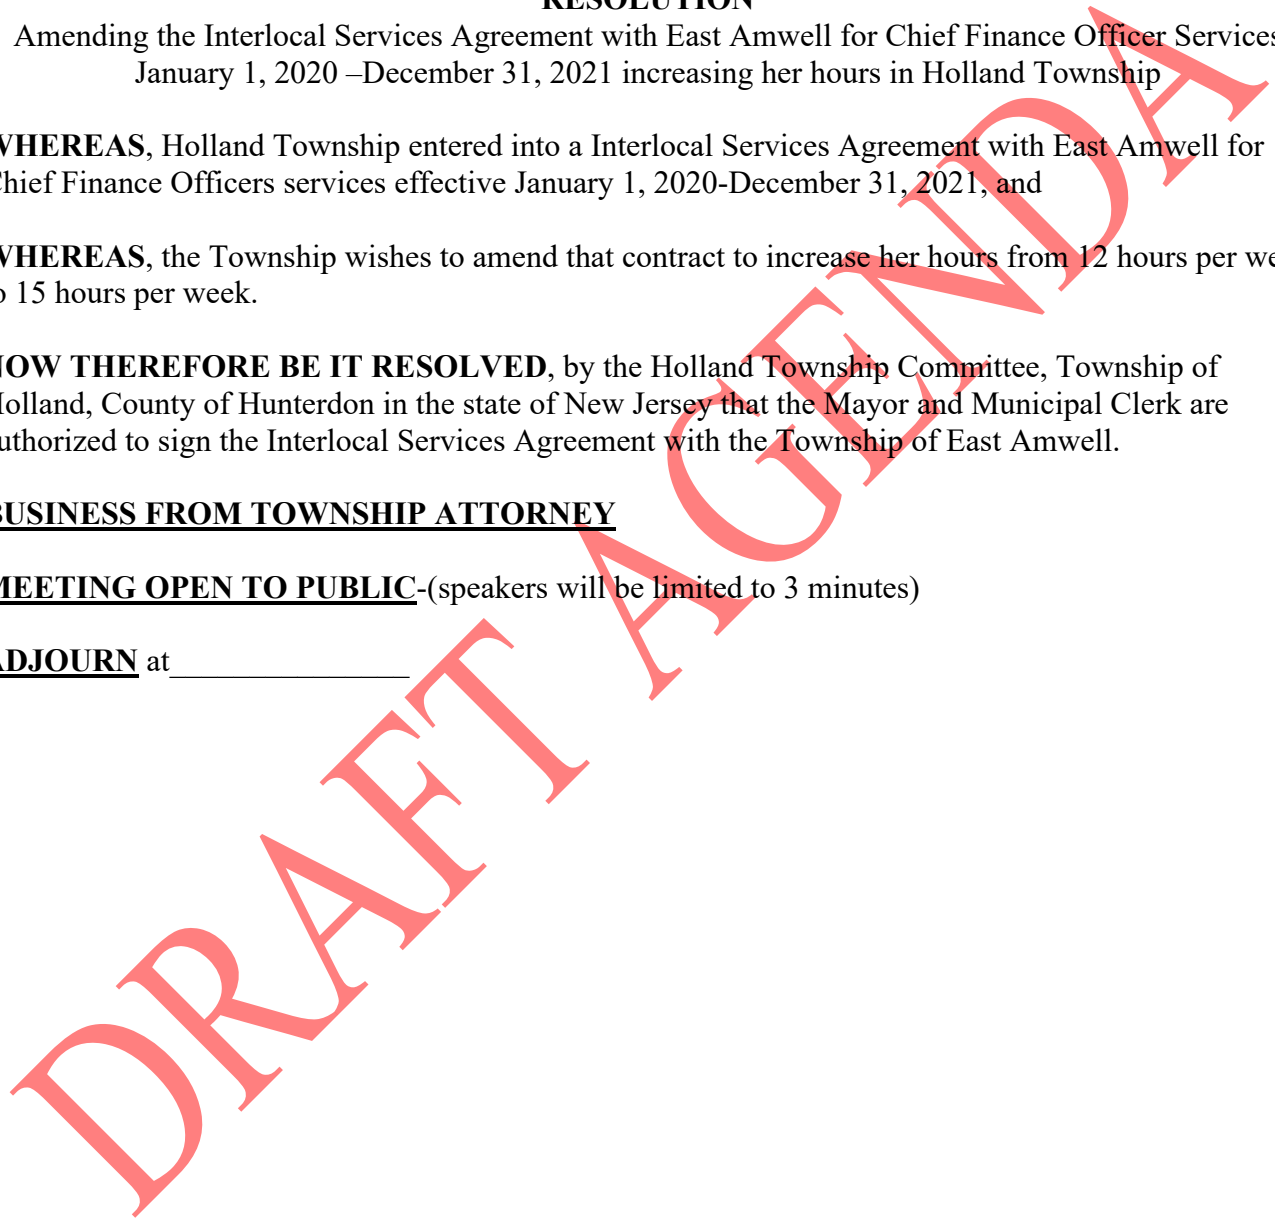 RESOLUTION
Amending the Interlocal Services Agreement with East Amwell for Chief Finance Officer Services
January 1, 2020 –December 31, 2021 increasing her hours in Holland Township
WHEREAS, Holland Township entered into a Interlocal Services Agreement with East Amwell for
Chief Finance Officers services effective January 1, 2020-December 31, 2021, and
WHEREAS, the Township wishes to amend that contract to increase her hours from 12 hours per we
o 15 hours per week.
NOW THEREFORE BE IT RESOLVED, by the Holland Township Committee, Township of
Holland, County of Hunterdon in the state of New Jersey that the Mayor and Municipal Clerk are
uthorized to sign the Interlocal Services Agreement with the Township of East Amwell.
BUSINESS FROM TOWNSHIP ATTORNEY
MEETING OPEN TO PUBLIC-(speakers will be limited to 3 minutes)
ADJOURN at_______________
DRAFT AGENDA